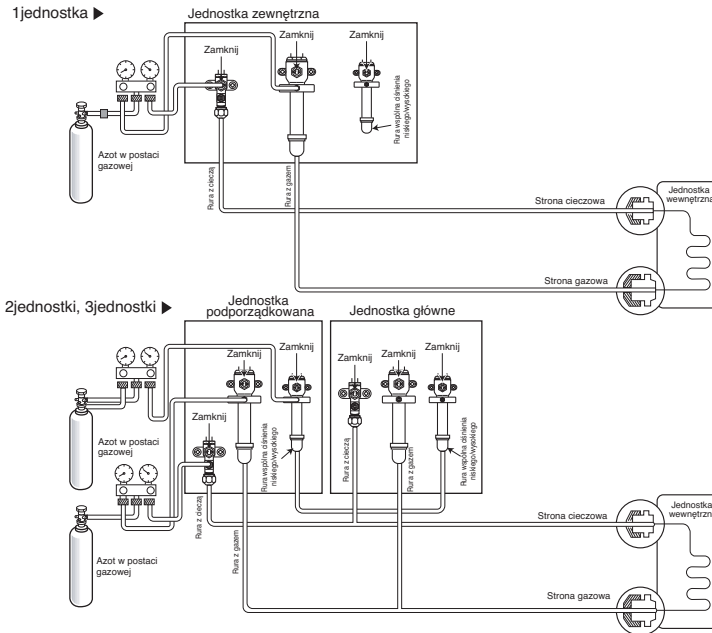 1jednostka ▶
Jednostka zewnętrzna
Zamknij
Zamknij
Zamknij
Rura wspólna ciśnienia
niskiego/wysokiego
Azot w postaci
gazowej
Rura z cieczą
Rura z gazem
Strona cieczowa
Jednostka
wewnętrzna
Strona gazowa
2jednostki, 3jednostki ▶
Jednostka
podporządkowana
Jednostka główne
Zamknij
Zamknij
Zamknij
Zamknij
Zamknij
Zamknij
Azot w postaci
gazowej
Rura wspólna ciśnienia
niskiego/wysokiego
Rura z cieczą
Rura z gazem
Rura wspólna ciśnienia
niskiego/wysokiego
Rura z cieczą
Rura z gazem
Azot w postaci
gazowej
Strona cieczowa
Jednostka
wewnętrzn
Strona gazowa